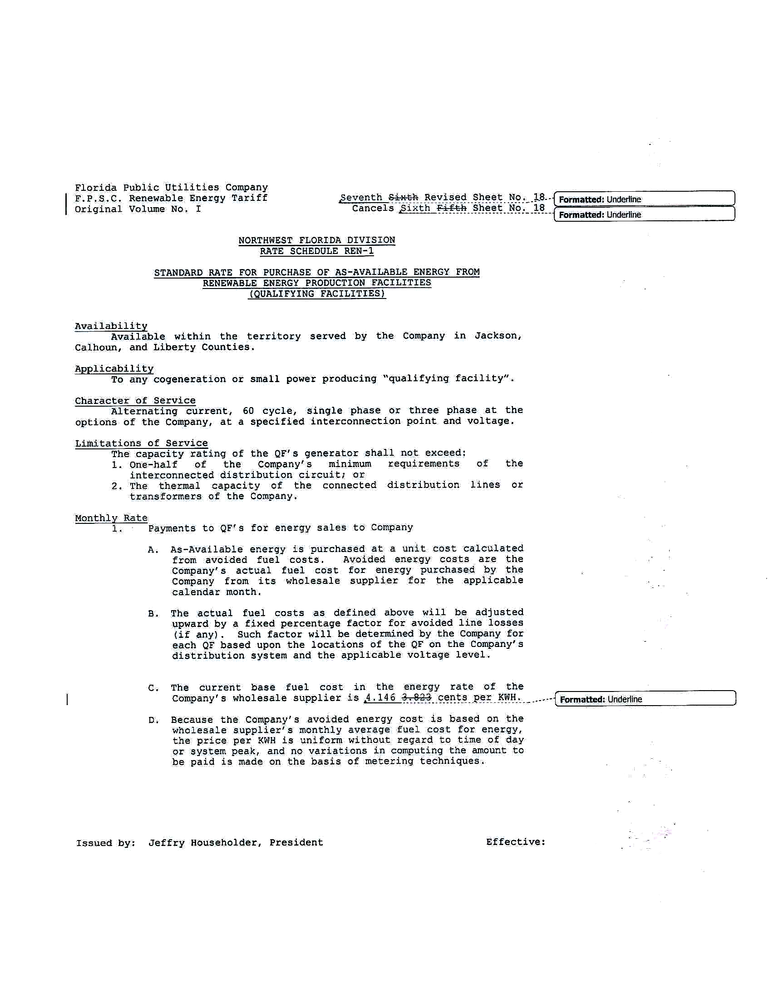 Florida Public Utilities Company
F.P.S.C. Renewable Energy Tariff
Seventh Sixth Revised Sheet No. 18
Formatted: Underline
Original Volume No. I
Cancels Sixth Fifth Sheet No. 18
Formatted: Underline
NORTHWEST FLORIDA DIVISION
RATE SCHEDULE REN-1
STANDARD RATE FOR PURCHASE OF AS-AVAILABLE ENERGY FROM
RENEWABLE ENERGY PRODUCTION FACILITIES
(QUALIFYING FACILITIES)
Availability
Available within the territory served by the Company in Jackson,
Calhoun, and Liberty Counties.
Applicability
To any cogeneration or small power producing “qualifying facility”.
Character of Service
Alternating current, 60 cycle, single phase or three phase at the
options of the Company, at a specified interconnection point and voltage.
Limitations of Service
The capacity rating of the QF's generator shall not exceed:
1. One-half of the Company's minimum requirements of the
interconnected distribution circuit; or
2. The thermal capacity of the connected distribution lines or
transformers of the Company.
Monthly Rate
1. Payments to QF's for energy sales to Company
A. As-Available energy is purchased at a unit cost calculated
from avoided fuel costs. Avoided energy costs are the
Company's actual fuel cost for energy purchased by the
Company from its wholesale supplier for the applicable
calendar month.
B. The actual fuel costs as defined above will be adjusted
upward by a fixed percentage factor for avoided line losses
(if any). Such factor will be determined by the Company for
each QF based upon the locations of the QF on the Company's
distribution system and the applicable voltage level.
C. The current base fuel cost in the energy rate of the
Company's wholesale supplier is 4.146 3.823 cents per KWH.
Formatted: Underline
D. Because the Company's avoided energy cost is based on the
wholesale supplier's monthly average fuel cost for energy,
the price per KWH is uniform without regard to time of day
or system peak, and no variations in computing the amount to
be paid is made on the basis of metering techniques.
Issued by: Jeffry Householder, President
Effective: